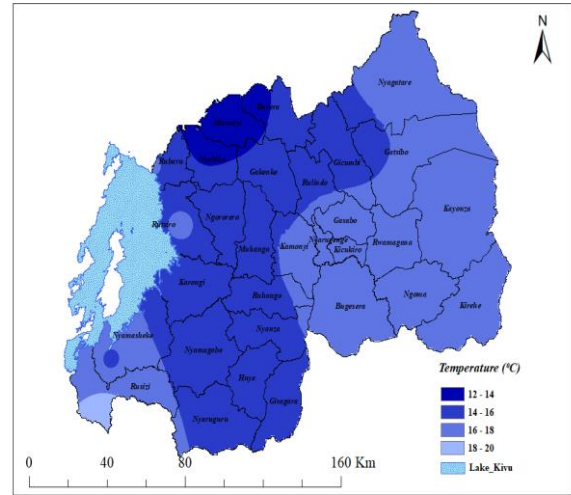 N
Nyagatare
Gatsibo
Gicumbi
Rulindo
Gakenke
Rubavu
Ngororero
Rutsiro
Muhanga
Kamonyi
Gasabo
Nyarugenge
Kicukiro
Rwamagana
Kayonza
Karongi
Ruhango
Bugesera
Ngoma
Kirehe
Nyanza
Nyamasheke
Nyamagabe
Huye
Gisagara
Rusizi
Nyaruguru
Temperature (°C)
12 - 14
14 - 16
16 - 18
18 - 20
Lake_Kivu
0 40 80 160 Km